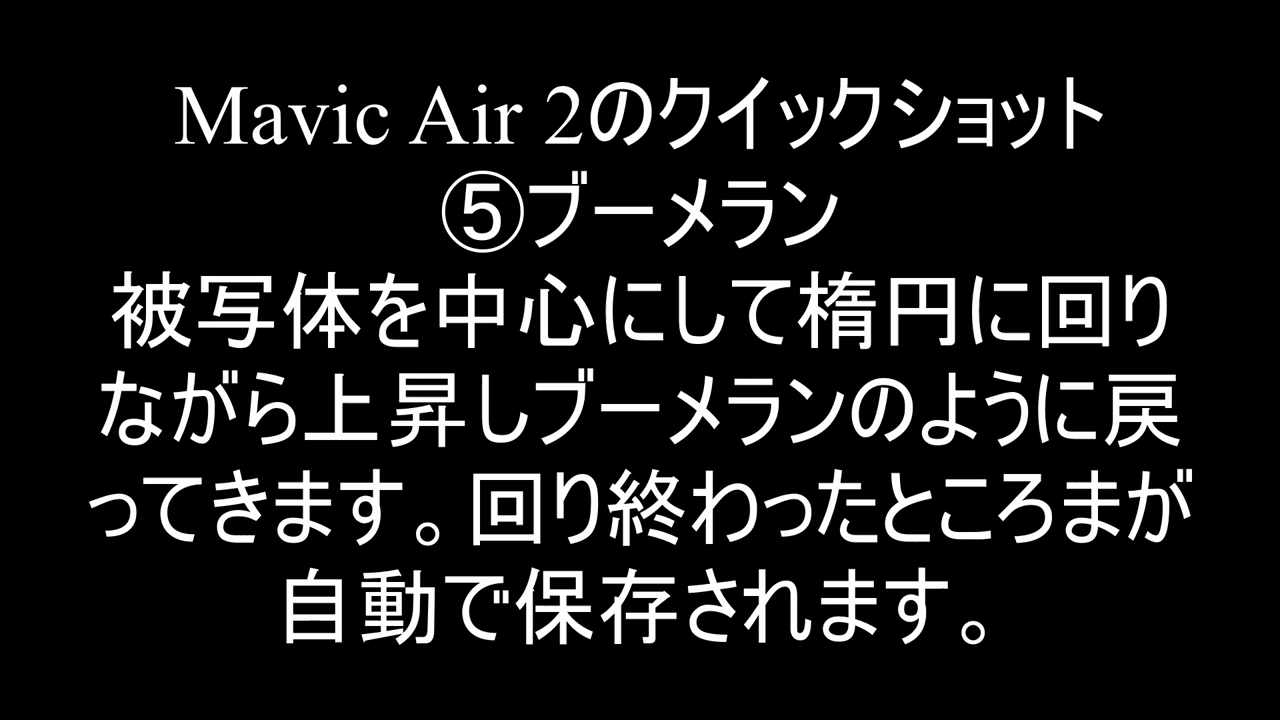 Mavic Air 2のクイックショット
⑤ブーメラン
被写体を中心にして楕円に回り
ながら上昇しブーメランのように戻
ってきます。回り終わったところまが
自動で保存されます。